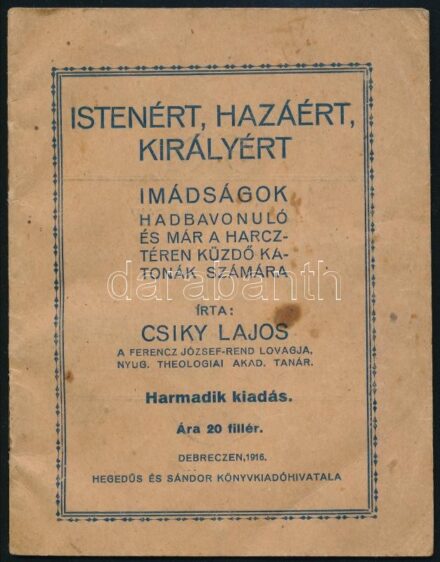 ISTENÉRT, HAZÁÉRT,
KIRÁLYÉRT
IMÁDSÁGOK
HADBAVONULÓ
ÉS MÁR A HARCZ-
TÉREN KÜZDŐ KA-
TONÁK SZÁMÁRA
darabanth
ÍRTA:
CSIKY LAJOS
A FERENCZ JÓZSEF-REND LOVAGJA,
NYUG. THEOLOGIAI AKAD. TANÁR.
Harmadik kiadás.
Ára 20 fillér.
DEBRECZEN, 1916.
HEGEDŰS ÉS SÁNDOR KÖNYVKIADÓHIVATALA